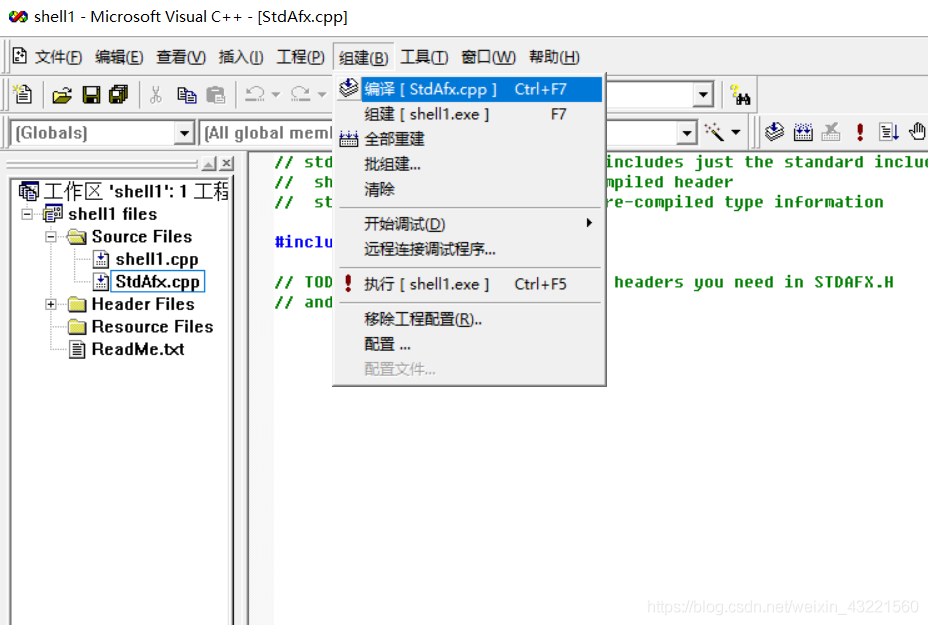 shell1 - Microsoft Visual C++ - [StdAfx.cpp]
文件(F) 编辑(E) 查看(V) 插入(I) 工程(P) 组建(B) 工具(T) 窗口(W) 帮助(H)
编译 [ StdAfx.cpp ] Ctrl+F7
组建 [ shell1.exe ] F7
全部重建
批组建...
清除
开始调试(D)
远程连接调试程序...
执行 [ shell1.exe ] Ctrl+F5
移除工程配置(R)..
配置 ...
配置文件...
[Globals] [All global meml
工作区 'shell1': 1 工程
shell1 files
Source Files
shell1.cpp
StdAfx.cpp
Header Files
Resource Files
ReadMe.txt
// std includes just the standard inclu
// sh mpiled header
// st re-compiled type information
#inclu
// TOD headers you need in STDAFX.H
// and
https://blog.csdn.net/weixin_43221560